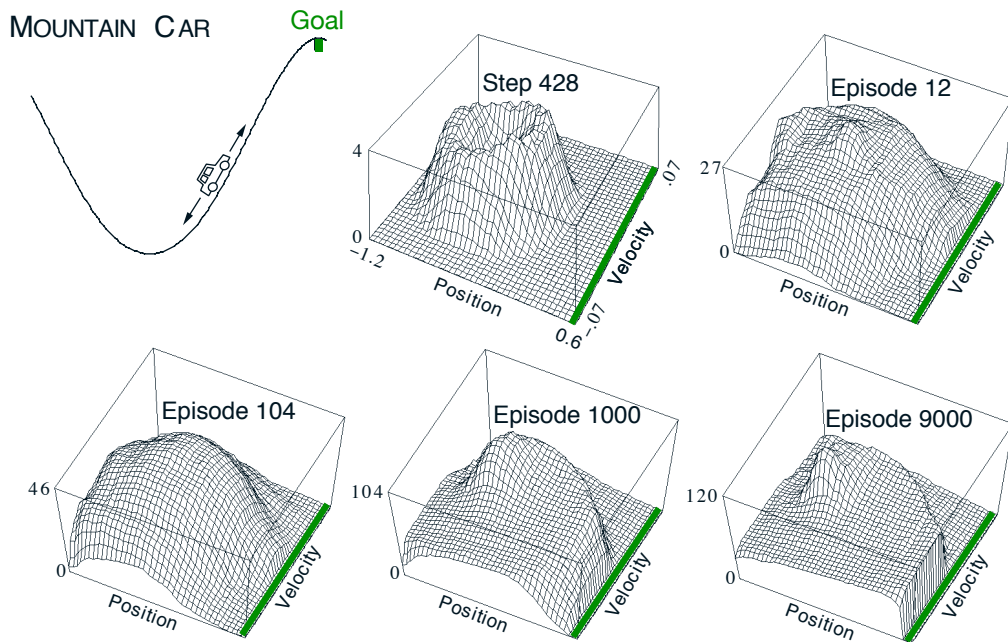 MOUNTAIN CAR
Goal
Step 428
4
0
−1.2
Position
0.6
−.07
Velocity
.07
Episode 12
27
0
Position
Velocity
Episode 104
46
0
Position
Velocity
Episode 1000
104
0
Position
Velocity
Episode 9000
120
0
Position
Velocity